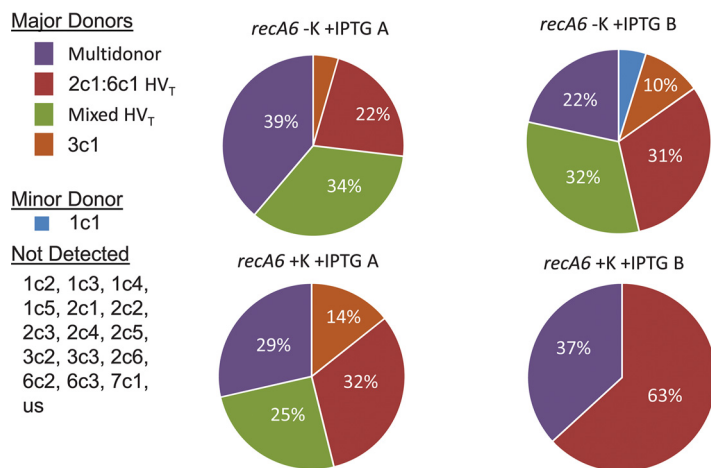 Major Donors
Multidonor
2c1:6c1 HVT
Mixed HVT
3c1
Minor Donor
1c1
Not Detected
1c2, 1c3, 1c4,
1c5, 2c1, 2c2,
2c3, 2c4, 2c5,
3c2, 3c3, 2c6,
6c2, 6c3, 7c1,
us
recA6 -K +IPTG A
39%
22%
34%
recA6 -K +IPTG B
10%
22%
31%
32%
recA6 +K +IPTG A
14%
29%
32%
25%
recA6 +K +IPTG B
37%
63%